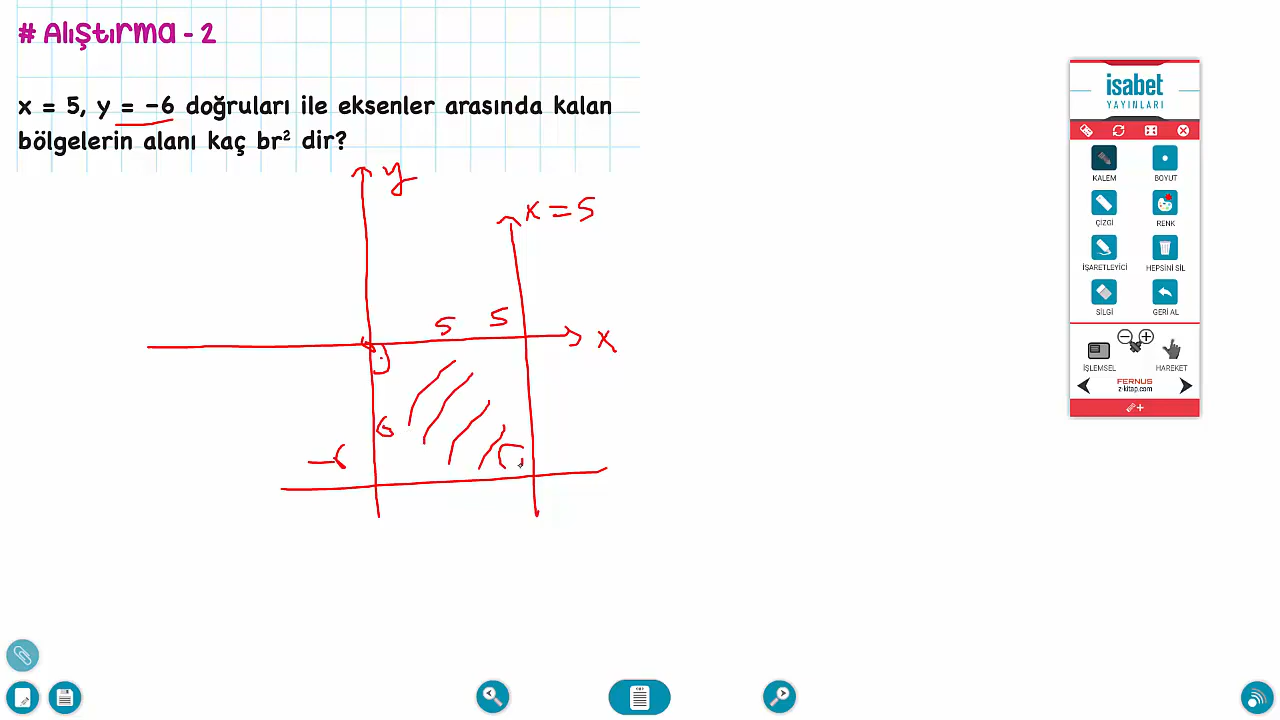 # Alıştırma - 2
x = 5, y = -6 doğruları ile eksenler arasında kalan
bölgelerin alanı kaç br² dir?
y
x = 5
5
5
x
6
-6
isabet
YAYINLARI
KALEM
BOYUT
ÇİZGİ
RENK
İŞARETLEYİCİ
HEPSİNİ SİL
SİLGİ
GERİ AL
İŞLEMSEL
HAREKET
FERNUS
z-kitap.com